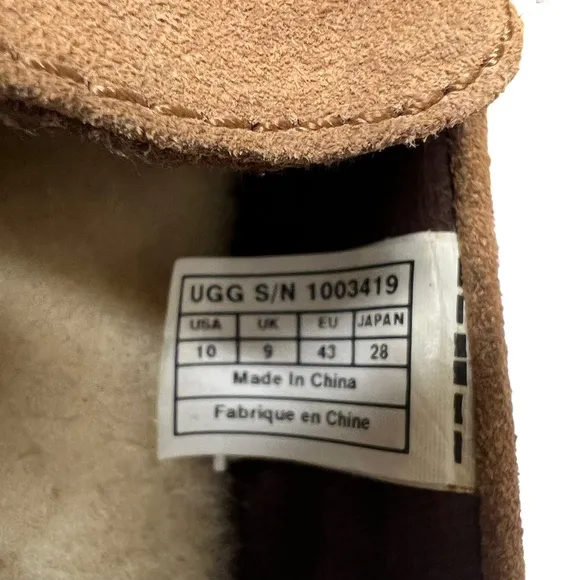 UGG S/N 1003419
USA UK EU JAPAN
10 9 43 28
Made In China
Fabrique en Chine